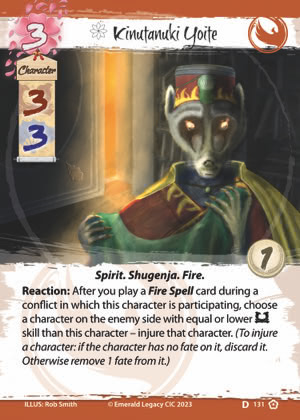 3
Kinutanuki Yoite
Character
3
3
1
Spirit. Shugenja. Fire.
Reaction: After you play a Fire Spell card during a
conflict in which this character is participating, choose
a character on the enemy side with equal or lower
skill than this character – injure that character. (To injure
a character: if the character has no fate on it, discard it.
Otherwise remove 1 fate from it.)
ILLUS: Rob Smith © Emerald Legacy CIC 2023 D 131